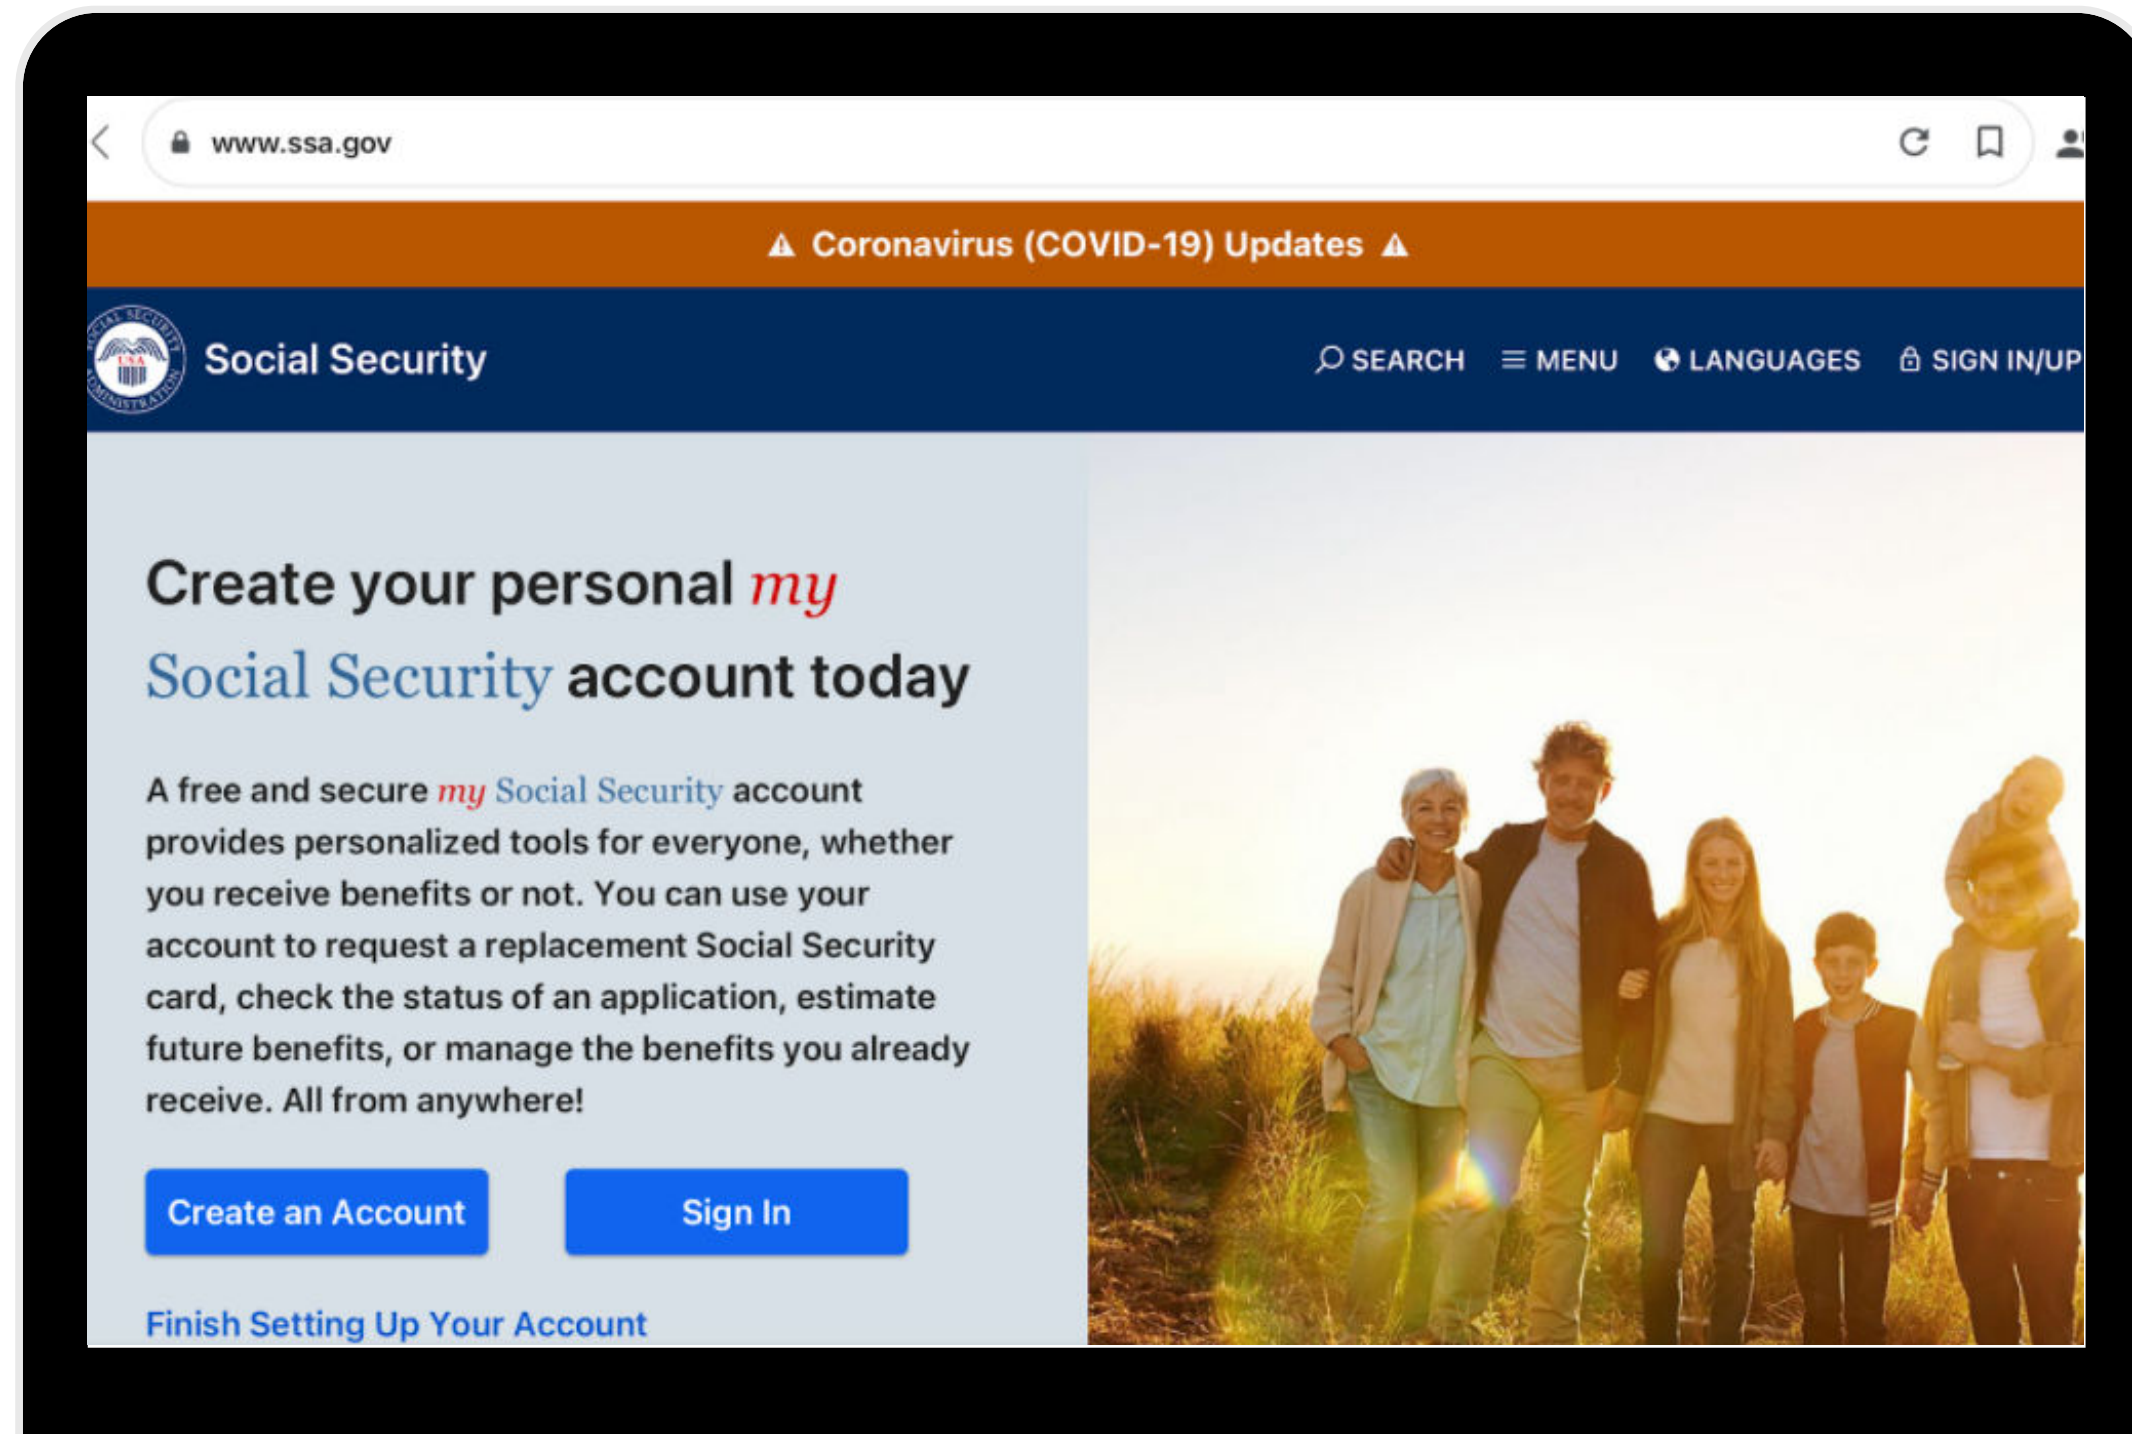 www.ssa.gov
Coronavirus (COVID-19) Updates
SOCIAL SECURITY
USA
ADMINISTRATION
Social Security
SEARCH
MENU
LANGUAGES
SIGN IN/UP
Create your personal my
Social Security account today
A free and secure my Social Security account
provides personalized tools for everyone, whether
you receive benefits or not. You can use your
account to request a replacement Social Security
card, check the status of an application, estimate
future benefits, or manage the benefits you already
receive. All from anywhere!
Create an Account
Sign In
Finish Setting Up Your Account